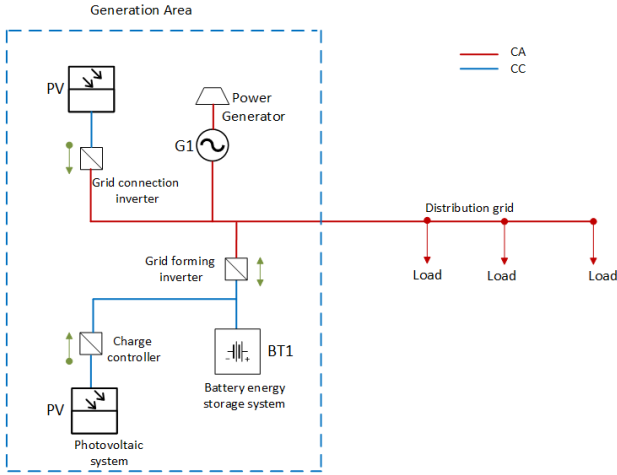 Generation Area
CA
CC
PV
Power
Generator
G1
Grid connection
inverter
Distribution grid
Load
Load
Load
Grid forming
inverter
Charge
controller
BT1
Battery energy
storage system
PV
Photovoltaic
system